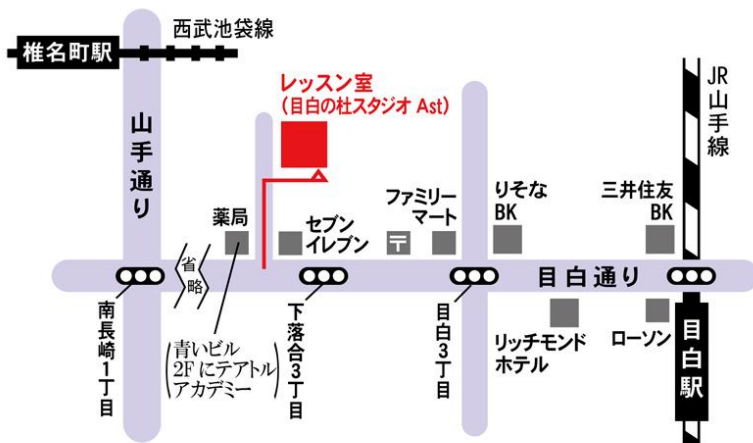 西武池袋線
椎名町駅
山手通り
レッスン室
(目白の杜スタジオ Ast)
JR山手線
薬局
セブン
イレブン
〒
ファミリー
マート
りそな
BK
三井住友
BK
省略
目白通り
南長崎1丁目
(青いビル
2Fにテアトル
アカデミー)
下落合3丁目
目白3丁目
リッチモンド
ホテル
ローソン
目白駅